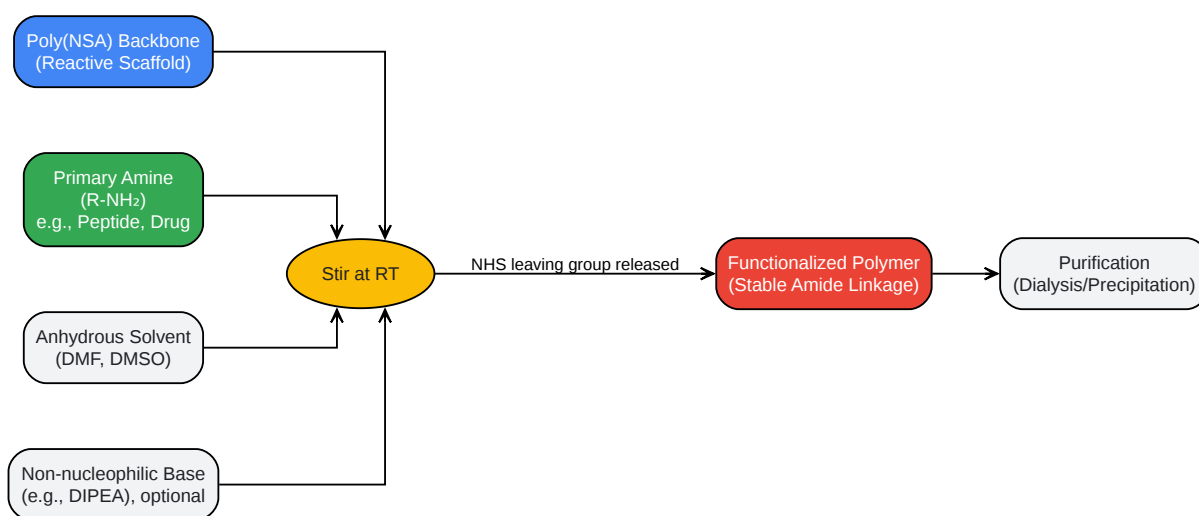 Poly(NSA) Backbone
(Reactive Scaffold)
Primary Amine
(R-NH₂)
e.g., Peptide, Drug
Anhydrous Solvent
(DMF, DMSO)
Non-nucleophilic Base
(e.g., DIPEA), optional
Stir at RT
NHS leaving group released
Functionalized Polymer
(Stable Amide Linkage)
Purification
(Dialysis/Precipitation)